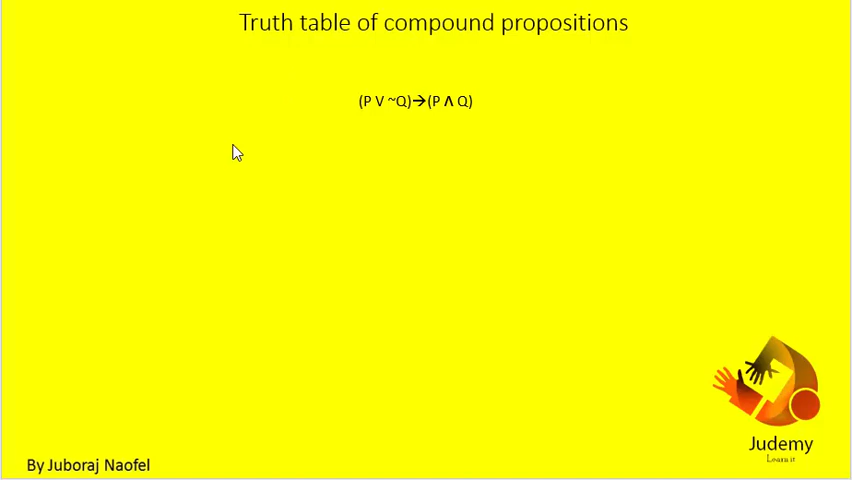 Truth table of compound propositions
(P V ~Q)→(P Λ Q)
Judemy
Learn it
By Juboraj Naofel